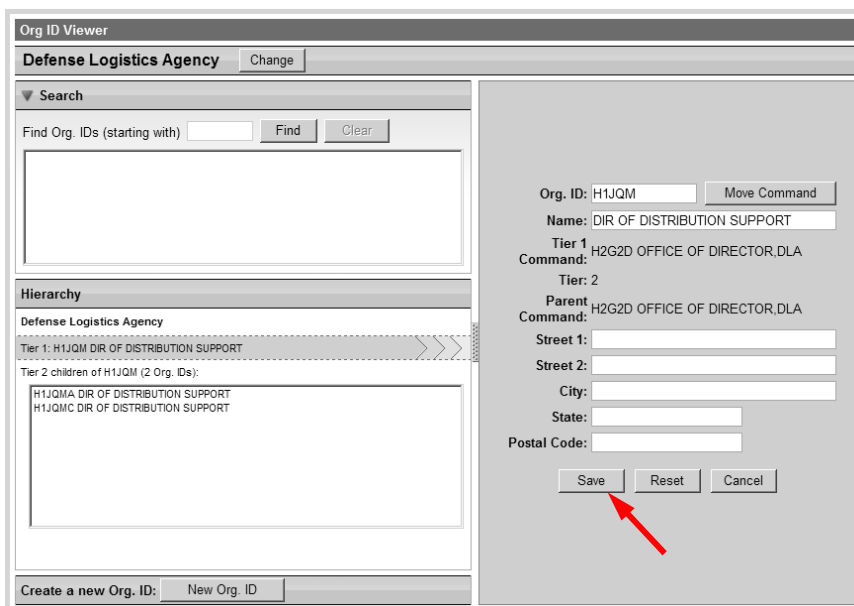 Org ID Viewer
Defense Logistics Agency Change
Search
Find Org. IDs (starting with) Find Clear
Hierarchy
Defense Logistics Agency
Tier 1: H1JQM DIR OF DISTRIBUTION SUPPORT
Tier 2 children of H1JQM (2 Org. IDs):
H1JQMA DIR OF DISTRIBUTION SUPPORT
H1JQMC DIR OF DISTRIBUTION SUPPORT
Create a new Org. ID: New Org. ID
Org. ID: H1JQM Move Command
Name: DIR OF DISTRIBUTION SUPPORT
Tier 1
Command: H2G2D OFFICE OF DIRECTOR,DLA
Tier: 2
Parent
Command: H2G2D OFFICE OF DIRECTOR,DLA
Street 1:
Street 2:
City:
State:
Postal Code:
Save Reset Cancel